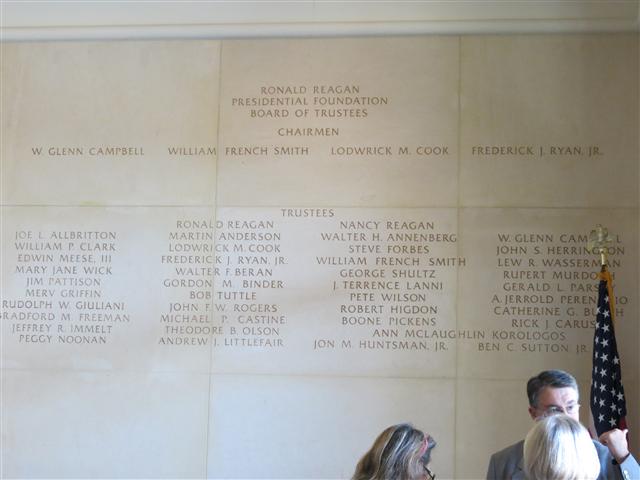 RONALD REAGAN
PRESIDENTIAL FOUNDATION
BOARD OF TRUSTEES
CHAIRMEN
W. GLENN CAMPBELL WILLIAM FRENCH SMITH LODWRICK M. COOK FREDERICK J. RYAN, JR.
TRUSTEES
RONALD REAGAN NANCY REAGAN
JOE L. ALLBRITTON MARTIN ANDERSON WALTER H. ANNENBERG W. GLENN
WILLIAM P. CLARK LODWRICK M. COOK STEVE FORBES JOHN S. HERRINGTON
EDWIN MEESE, III FREDERICK J. RYAN, JR. WILLIAM FRENCH SMITH LEW R. WASSERMAN
MARY JANE WICK WALTER F. BERAN GEORGE SHULTZ RUPERT
JIM PATTISON GORDON M. BINDER J. TERRENCE LANNI GERALD L.
MERV GRIFFIN BOB TUTTLE PETE WILSON A. JERROLD
RUDOLPH W. GIULIANI JOHN F. W. ROGERS ROBERT HIGDON CATHERINE G.
BRADFORD M. FREEMAN MICHAEL P. CASTINE BOONE PICKENS RICK J.
JEFFREY R. IMMELT THEODORE B. OLSON ANN MCLAUGHLIN KOROLOGOS
PEGGY NOONAN ANDREW J. LITTLEFAIR JON M. HUNTSMAN, JR. BEN C. SUTTON, JR.